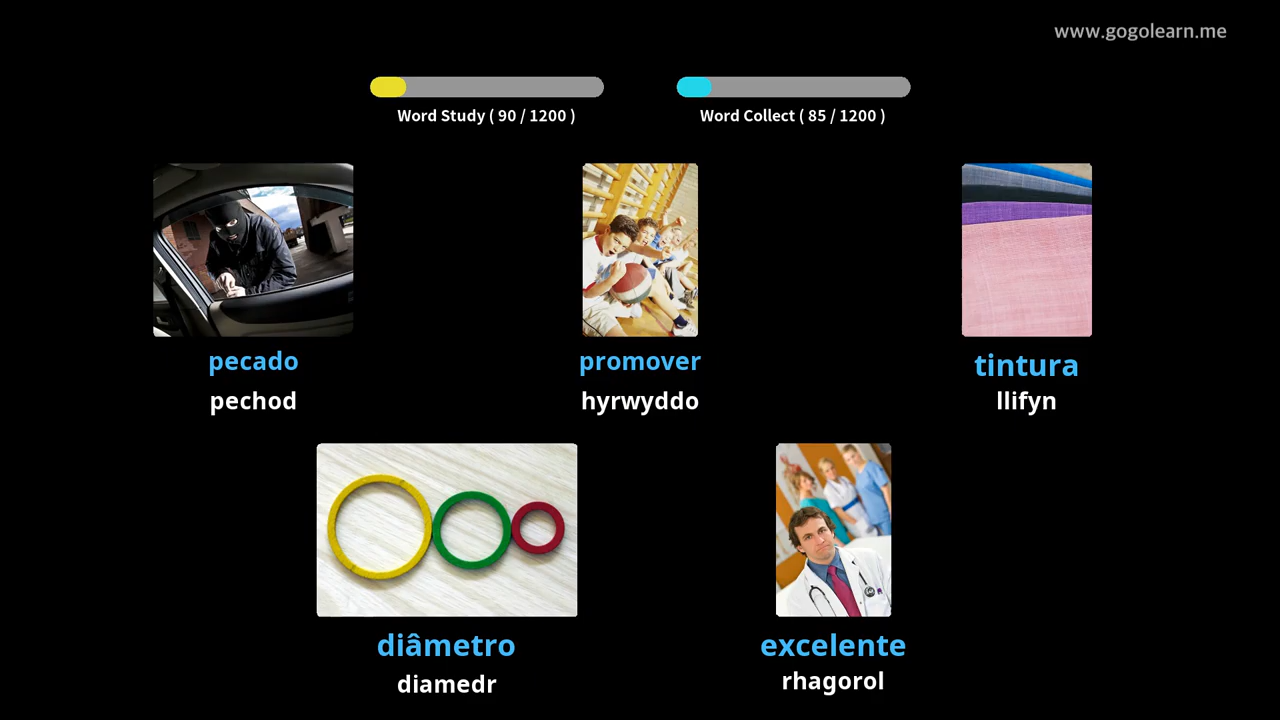 www.gogolearn.me
Word Study ( 90 / 1200 )
Word Collect ( 85 / 1200 )
pecado
pechod
promover
hyrwyddo
tintura
llifyn
diâmetro
diamedr
excelente
rhagorol